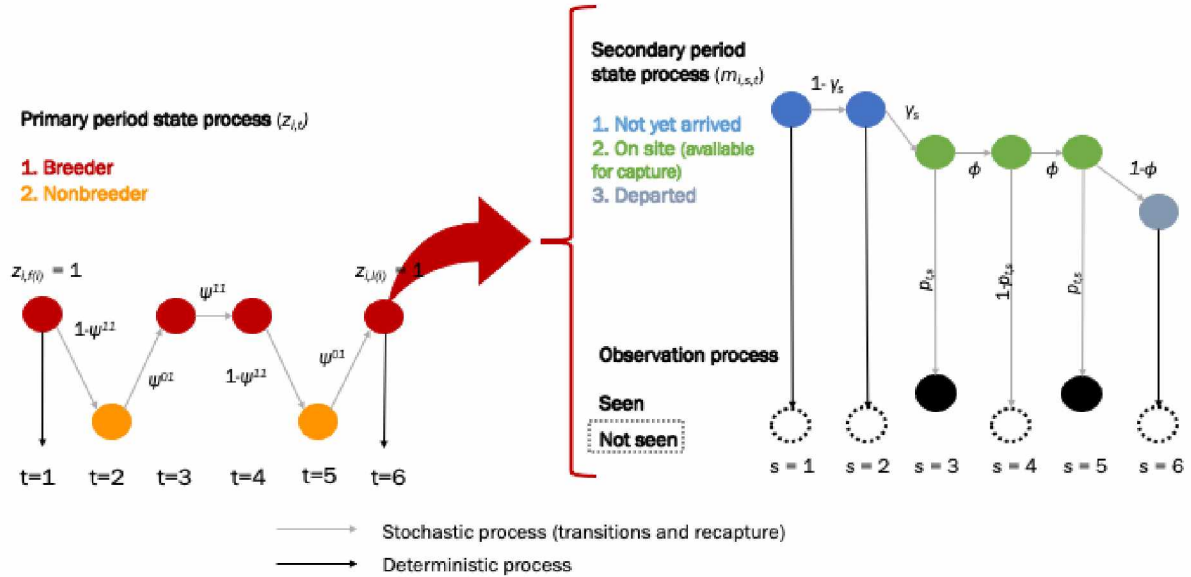 Primary period state process (z_{i,t})
1. Breeder
2. Nonbreeder
z_{i,f(i)} = 1
z_{i,l(i)} = 1
1-ψ^{11}
ψ^{01}
ψ^{11}
1-ψ^{11}
ψ^{01}
t=1
t=2
t=3
t=4
t=5
t=6
Secondary period
state process (m_{i,s,t})
1. Not yet arrived
2. On site (available
for capture)
3. Departed
1- γ_s
γ_s
ϕ
ϕ
1-ϕ
p_{t,s}
1-p_{t,s}
p_{t,s}
Observation process
Seen
Not seen
s = 1
s = 2
s = 3
s = 4
s = 5
s = 6
Stochastic process (transitions and recapture)
Deterministic process